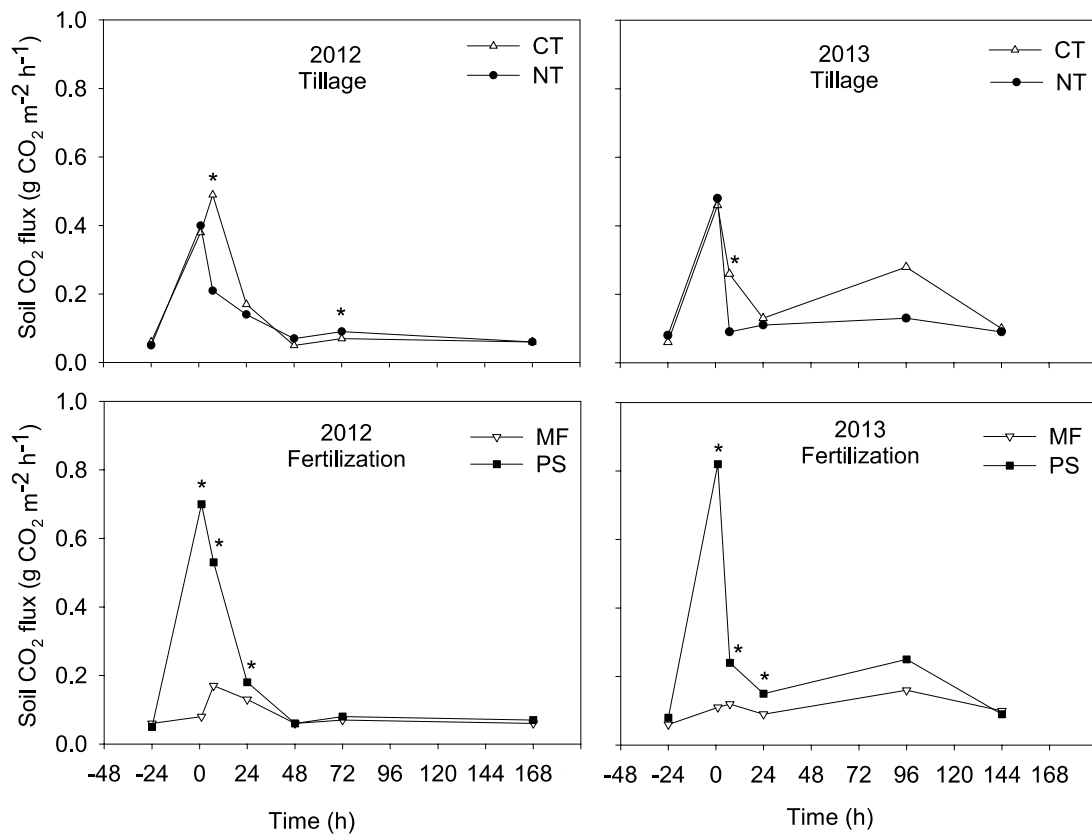 1.0
0.8
0.6
0.4
0.2
0.0
Soil CO₂ flux (g CO₂ m⁻² h⁻¹)
2012
Tillage
CT
NT
*
*
2013
Tillage
CT
NT
*
1.0
0.8
0.6
0.4
0.2
0.0
Soil CO₂ flux (g CO₂ m⁻² h⁻¹)
2012
Fertilization
MF
PS
*
*
*
-48 -24 0 24 48 72 96 120 144 168
Time (h)
2013
Fertilization
MF
PS
*
*
*
-48 -24 0 24 48 72 96 120 144 168
Time (h)